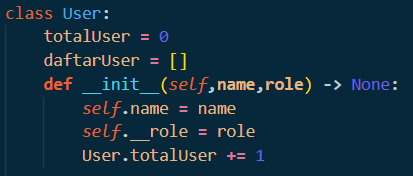 class User:
    totalUser = 0
    daftarUser = []
    def __init__(self,name,role) -> None:
        self.name = name
        self.__role = role
        User.totalUser += 1